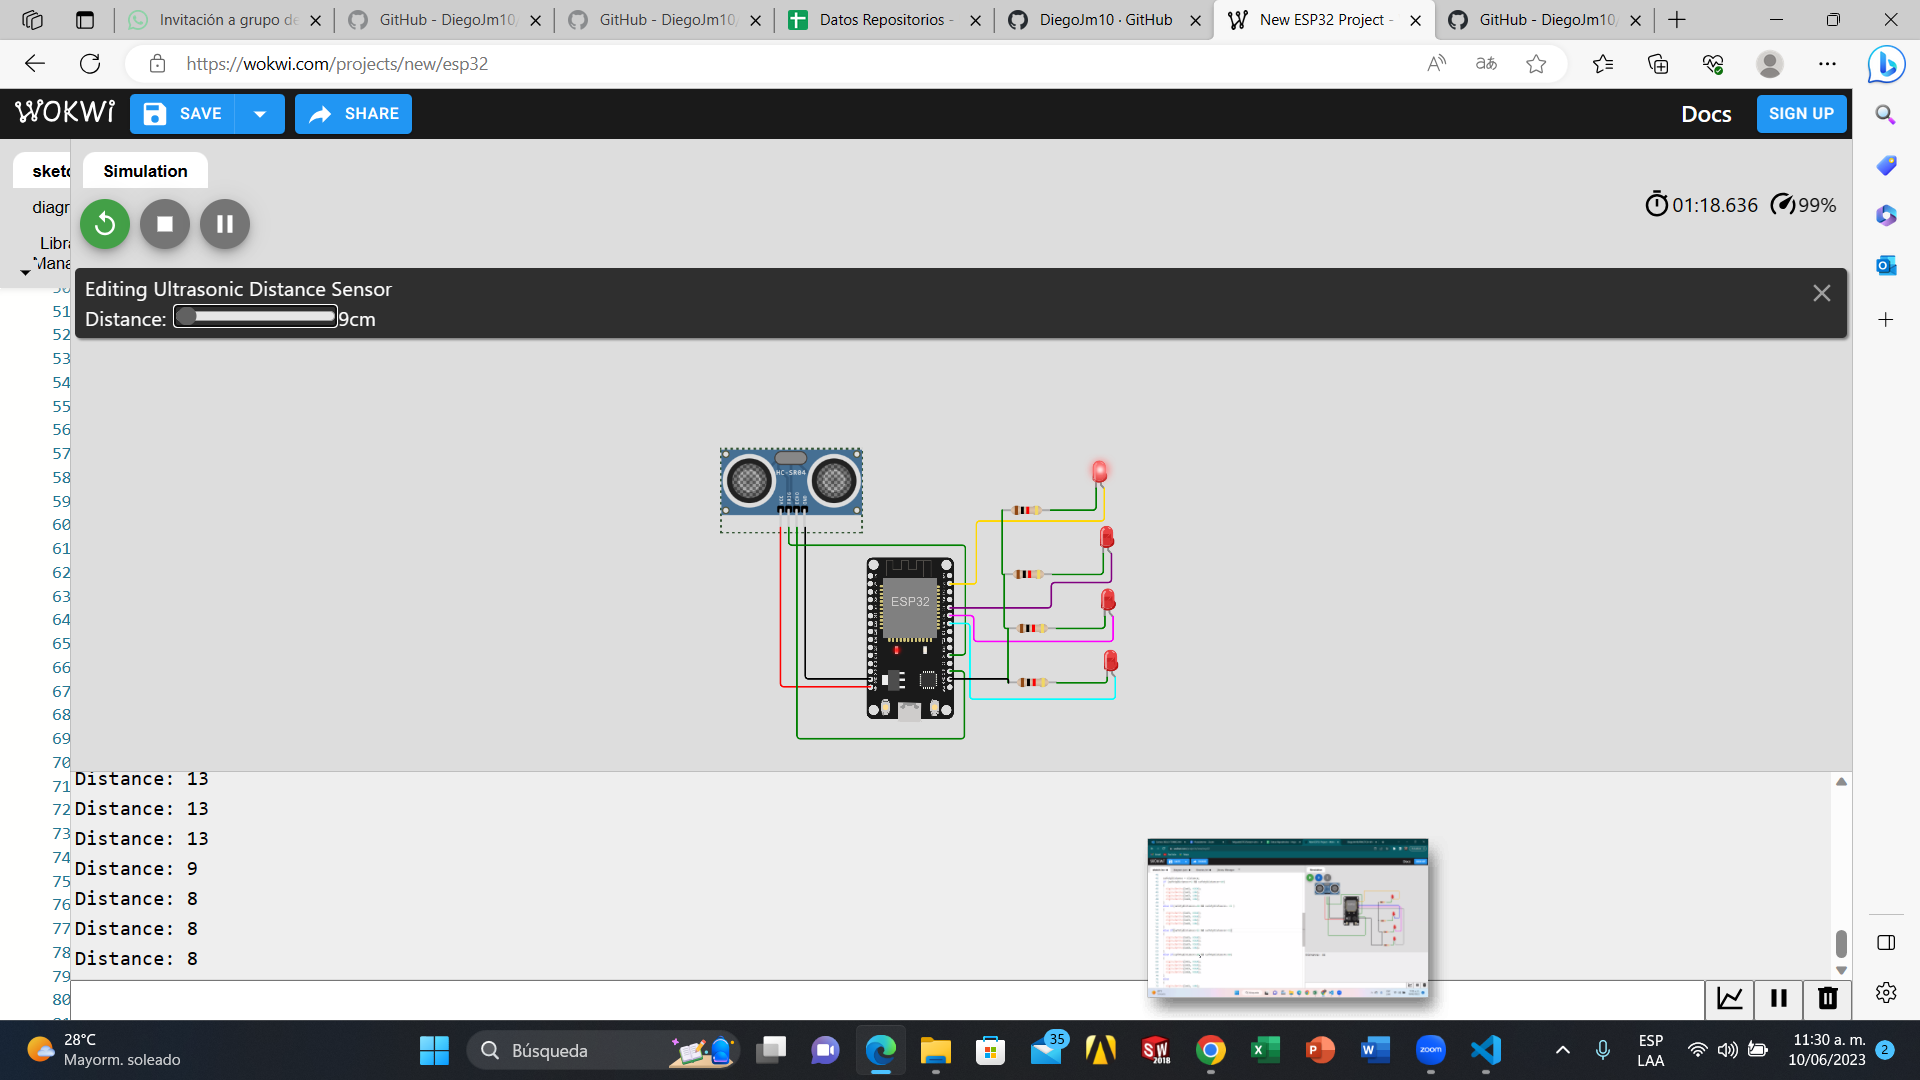 Invitación a grupo de
GitHub - DiegoJm10/
GitHub - DiegoJm10/
Datos Repositorios -
DiegoJm10 · GitHub
New ESP32 Project -
GitHub - DiegoJm10/
https://wokwi.com/projects/new/esp32
WOKWi
SAVE
SHARE
Docs
SIGN UP
sketc
Simulation
diagr
Libra
Mana
01:18.636
99%
Editing Ultrasonic Distance Sensor
Distance:
9cm
51
52
53
54
55
56
57
58
59
60
61
62
63
64
65
66
67
68
69
70
71
72
73
74
75
76
77
78
79
80
HC-SR04
ESP32
Distance: 13
Distance: 13
Distance: 13
Distance: 9
Distance: 8
Distance: 8
Distance: 8
28°C
Mayorm. soleado
Búsqueda
35
SW
2018
zoom
ESP
LAA
11:30 a. m.
10/06/2023
2